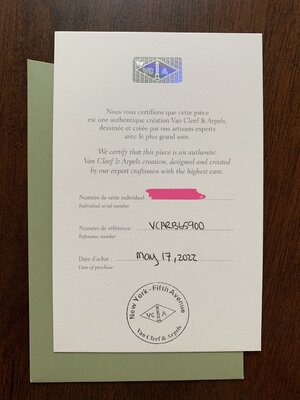 VC A
Nous vous certifions que cette pièce
est une authentique création Van Cleef & Arpels,
dessinée et créée par nos artisans experts
avec le plus grand soin.
We certify that this piece is an authentic
Van Cleef & Arpels creation, designed and created
by our expert craftsmen with the highest care.
Numéro de série individuel
Individual serial number
Numéro de référence : VCARB65900
Reference number
Date d'achat : May 17, 2022
Date of purchase
New York - Fifth Avenue
VC A
Van Cleef & Arpels